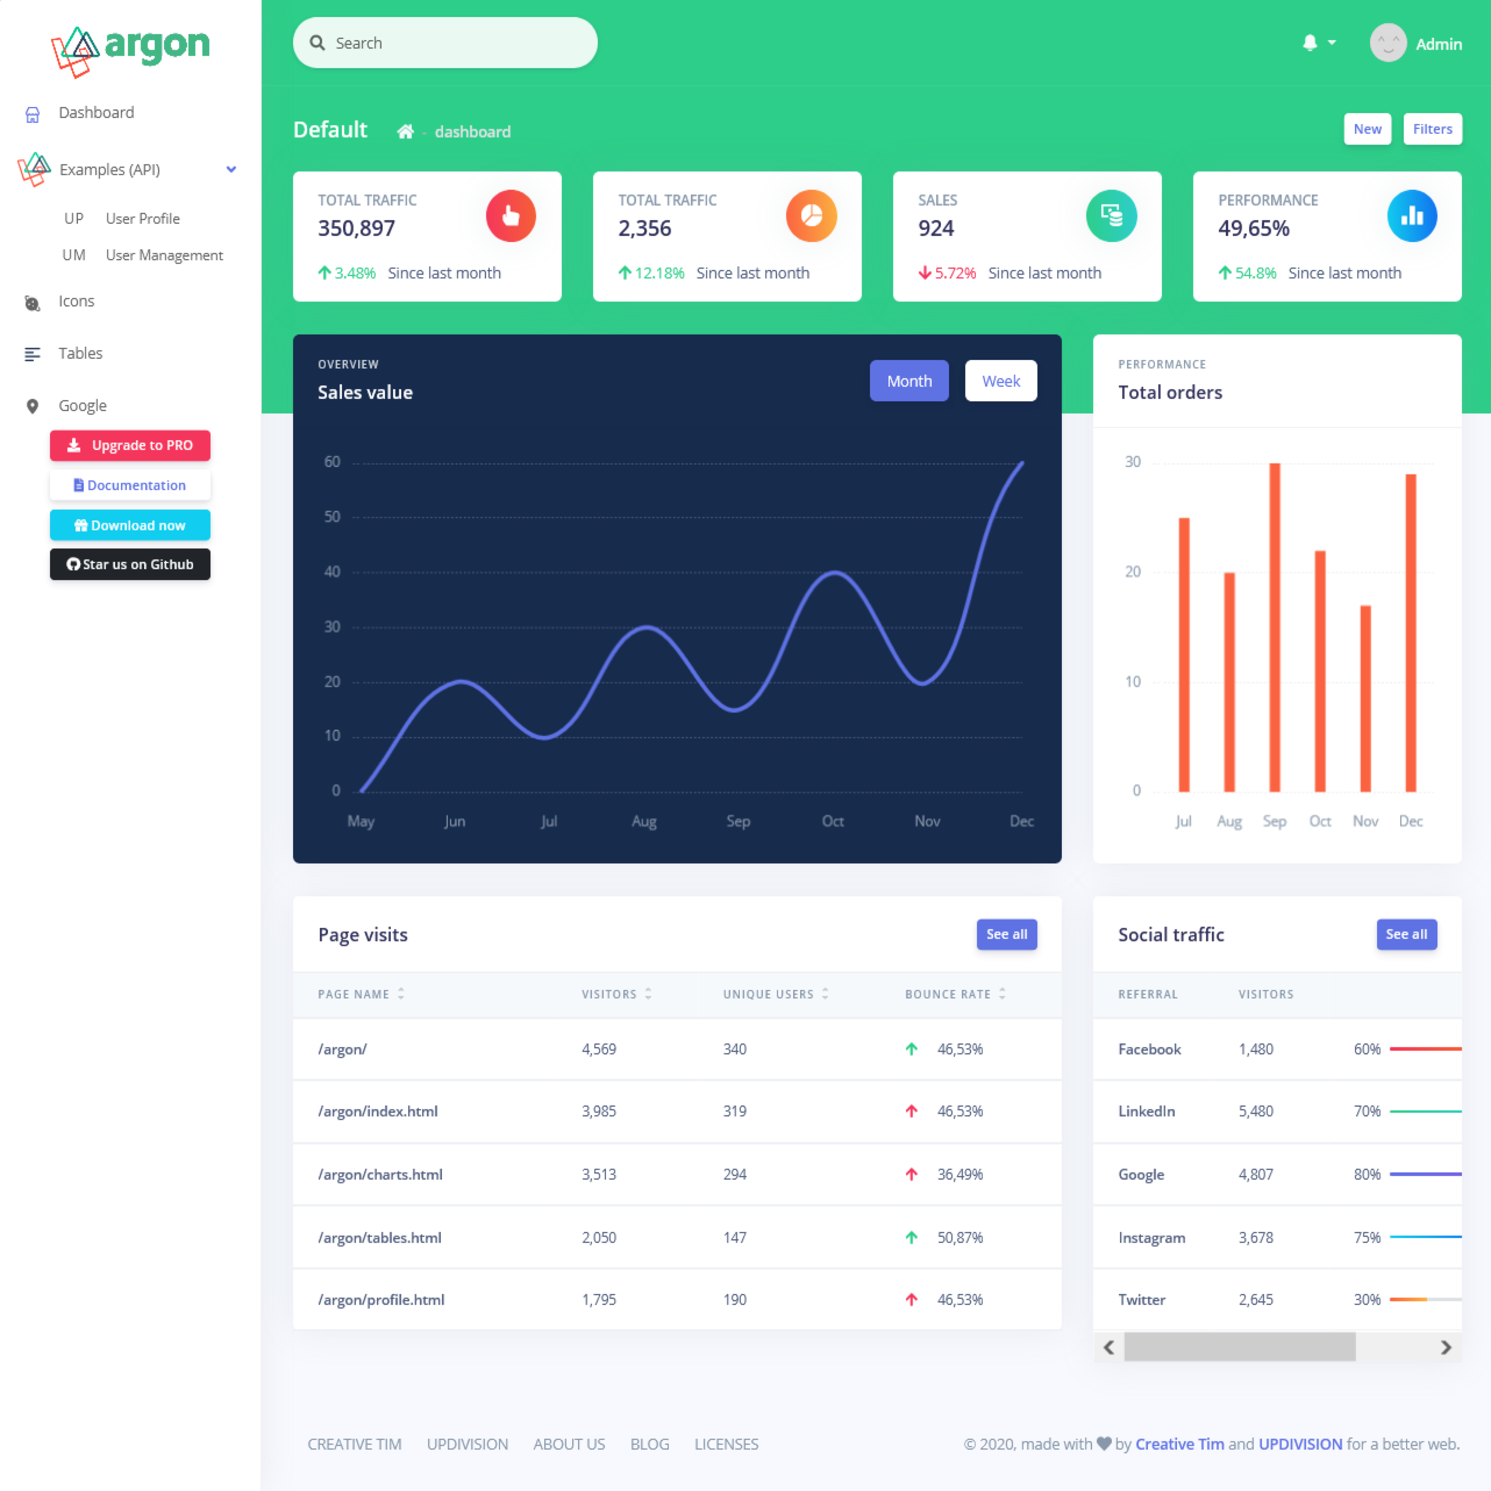 argon
Dashboard
Examples (API)
UP User Profile
UM User Management
Icons
Tables
Google
Upgrade to PRO
Documentation
Download now
Star us on Github
Search
Admin
Default - dashboard
New Filters
TOTAL TRAFFIC
350,897
3.48% Since last month
TOTAL TRAFFIC
2,356
12.18% Since last month
SALES
924
5.72% Since last month
PERFORMANCE
49,65%
54.8% Since last month
OVERVIEW
Sales value
Month Week
60
50
40
30
20
10
0
May Jun Jul Aug Sep Oct Nov Dec
PERFORMANCE
Total orders
30
20
10
0
Jul Aug Sep Oct Nov Dec
Page visits See all
PAGE NAME VISITORS UNIQUE USERS BOUNCE RATE
/argon/ 4,569 340 46,53%
/argon/index.html 3,985 319 46,53%
/argon/charts.html 3,513 294 36,49%
/argon/tables.html 2,050 147 50,87%
/argon/profile.html 1,795 190 46,53%
Social traffic See all
REFERRAL VISITORS
Facebook 1,480 60%
LinkedIn 5,480 70%
Google 4,807 80%
Instagram 3,678 75%
Twitter 2,645 30%
CREATIVE TIM UPDIVISION ABOUT US BLOG LICENSES
© 2020, made with by Creative Tim and UPDIVISION for a better web.